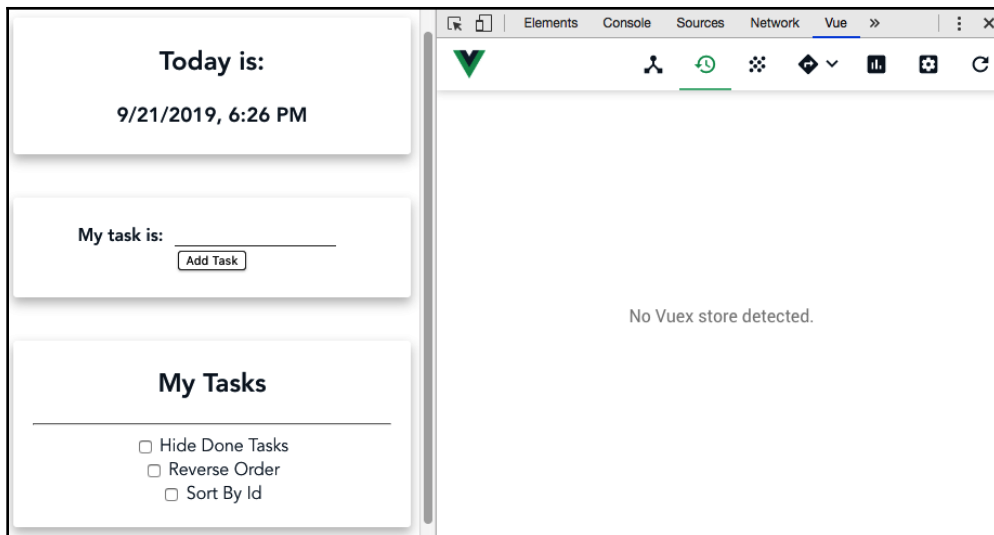 Today is:
9/21/2019, 6:26 PM
My task is:
Add Task
My Tasks
Hide Done Tasks
Reverse Order
Sort By Id
Elements Console Sources Network Vue »
No Vuex store detected.